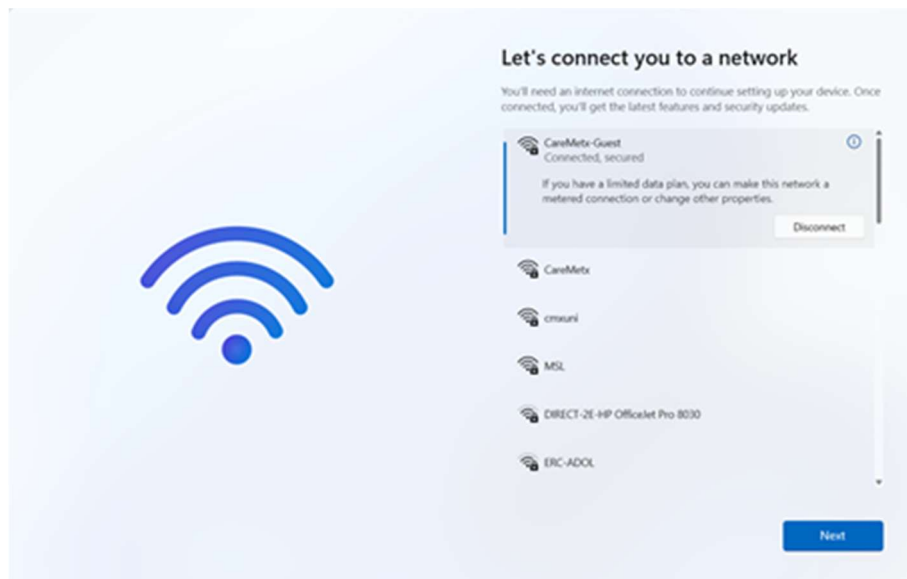 Let's connect you to a network
You'll need an internet connection to continue setting up your device. Once
connected, you'll get the latest features and security updates.
CareMetx-Guest
Connected, secured
If you have a limited data plan, you can make this network a
metered connection or change other properties.
Disconnect
CareMetx
cmxuni
MSL
DIRECT-2E-HP OfficeJet Pro 8030
ERC-ADOL
Next